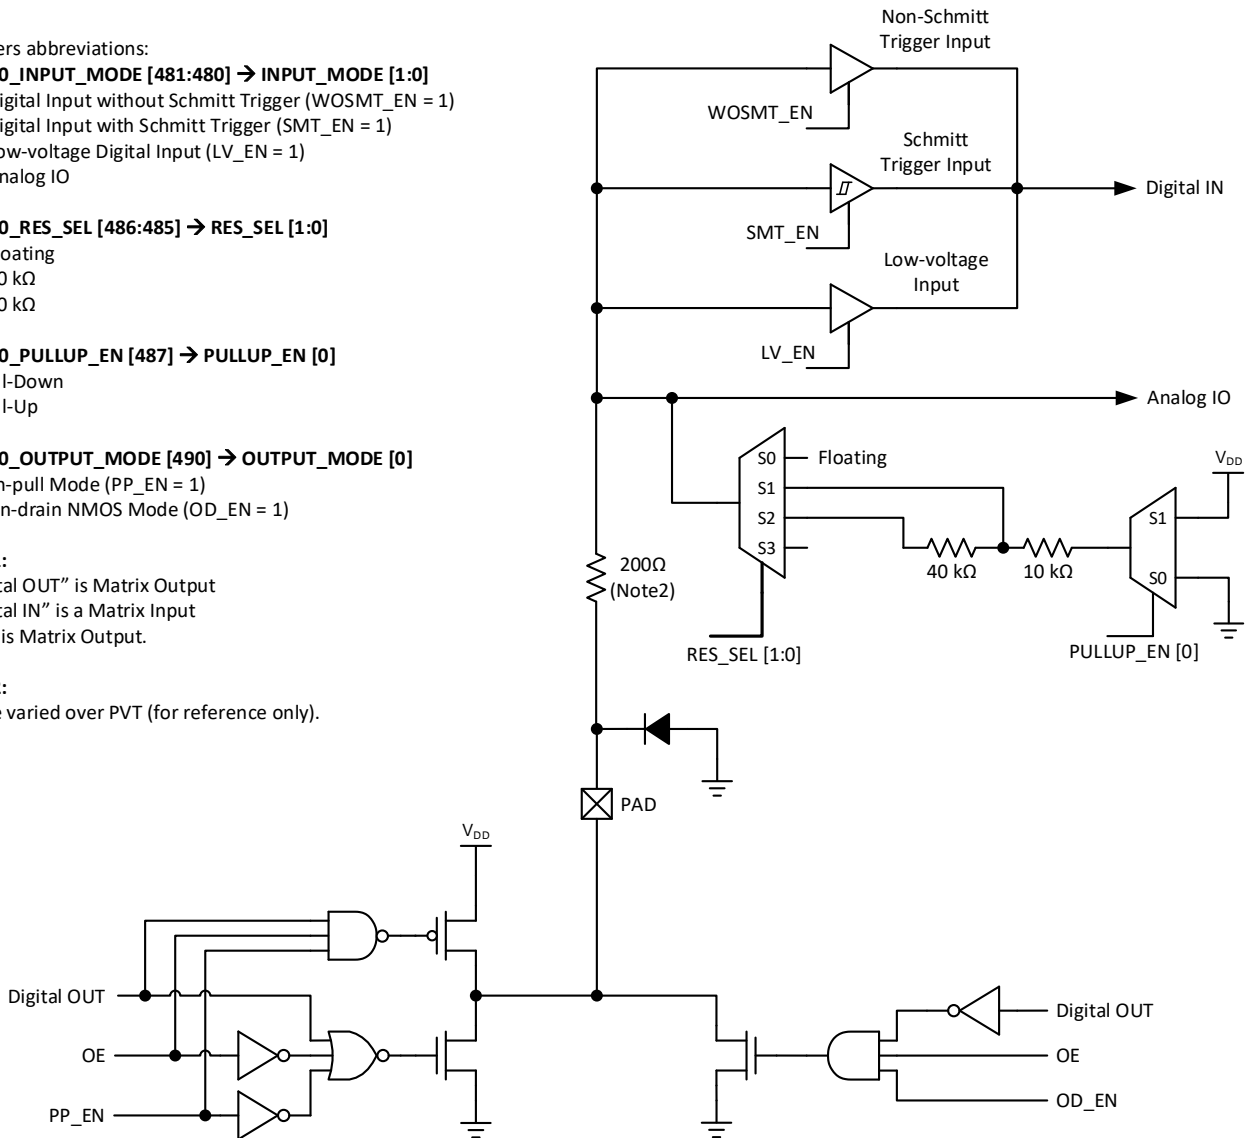 ers abbreviations:
0_INPUT_MODE [481:480] → INPUT_MODE [1:0]
igital Input without Schmitt Trigger (WOSMT_EN = 1)
igital Input with Schmitt Trigger (SMT_EN = 1)
ow-voltage Digital Input (LV_EN = 1)
nalog IO
0_RES_SEL [486:485] → RES_SEL [1:0]
oating
0 kΩ
0 kΩ
0_PULLUP_EN [487] → PULLUP_EN [0]
l-Down
l-Up
0_OUTPUT_MODE [490] → OUTPUT_MODE [0]
h-pull Mode (PP_EN = 1)
n-drain NMOS Mode (OD_EN = 1)
:
tal OUT” is Matrix Output
tal IN” is a Matrix Input
is Matrix Output.
:
e varied over PVT (for reference only).
Non-Schmitt
Trigger Input
WOSMT_EN
Schmitt
Trigger Input
Digital IN
SMT_EN
Low-voltage
Input
LV_EN
Analog IO
S0
Floating
S1
S2
S3
VDD
S1
S0
40 kΩ
10 kΩ
200Ω
(Note2)
RES_SEL [1:0]
PULLUP_EN [0]
PAD
VDD
Digital OUT
OE
PP_EN
Digital OUT
OE
OD_EN